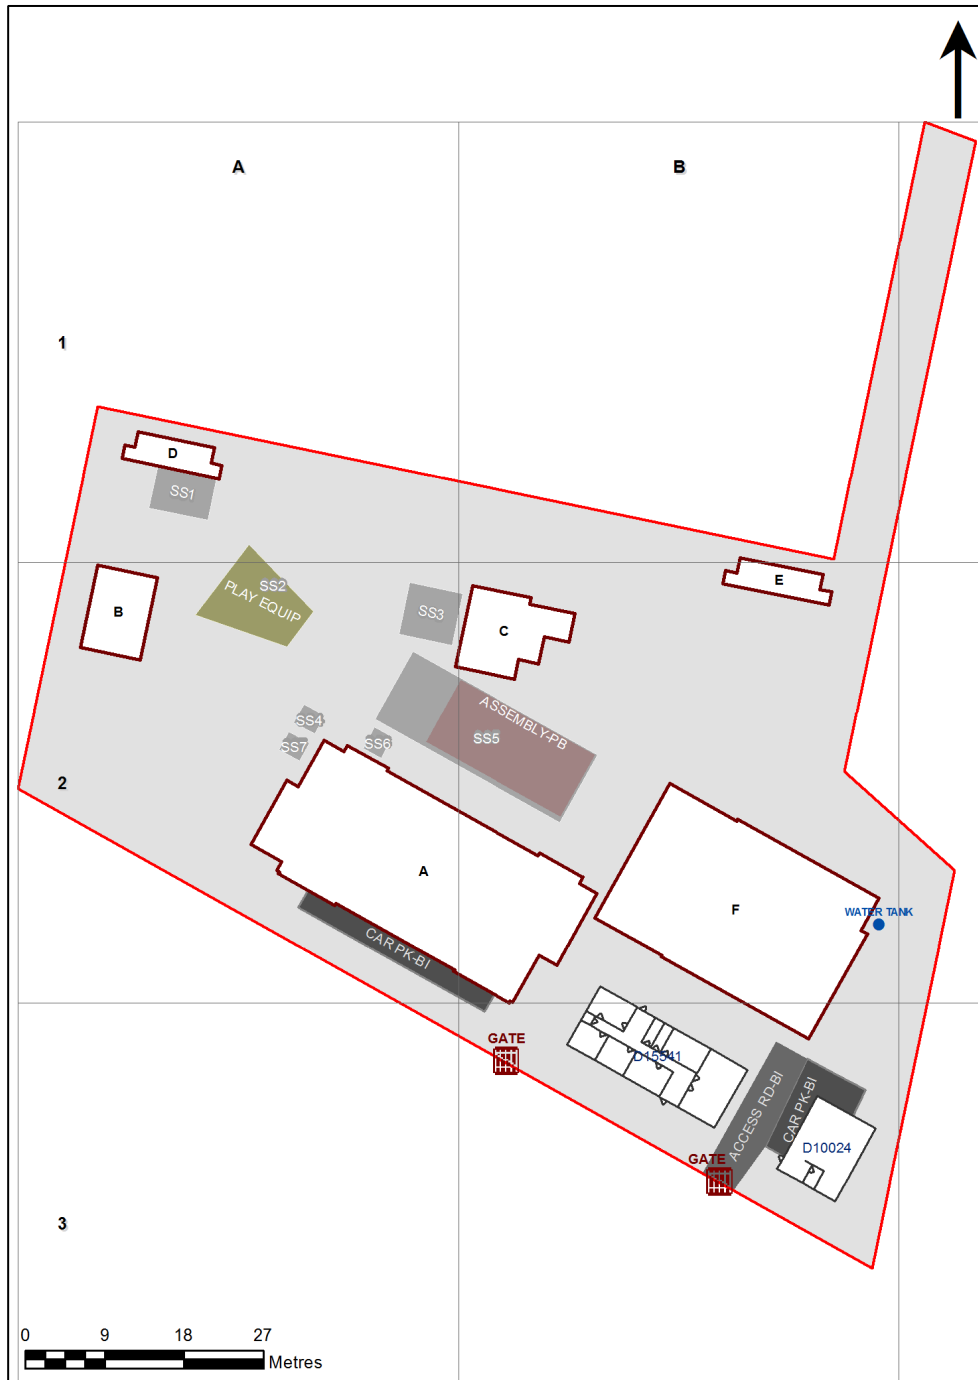 A
B
1
D
SS1
E
SS2
PLAY EQUIP
B
SS3
C
ASSEMBLY-PB
SS4
SS5
SS6
SS7
2
A
F
WATER TANK
CAR PK-BI
GATE
D15541
ACCESS RD-BI
CAR PK-BI
D10024
GATE
3
0 9 18 27
Metres